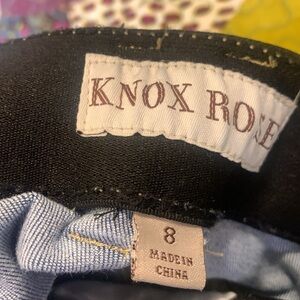 KNOX ROSE
8
MADE IN
CHINA